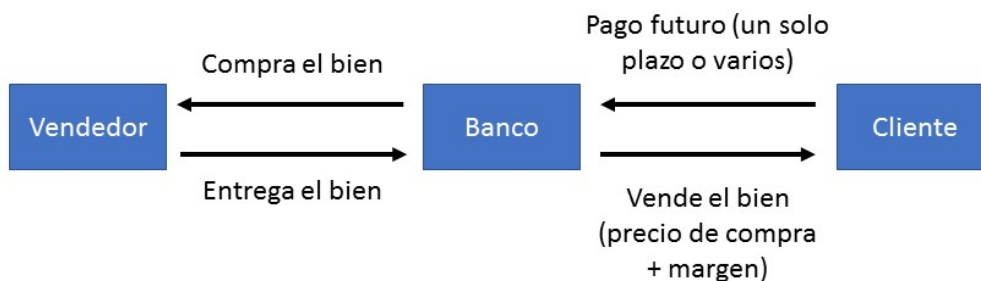 Pago futuro (un solo
plazo o varios)
Compra el bien
Vendedor
Banco
Cliente
Entrega el bien
Vende el bien
(precio de compra
+ margen)